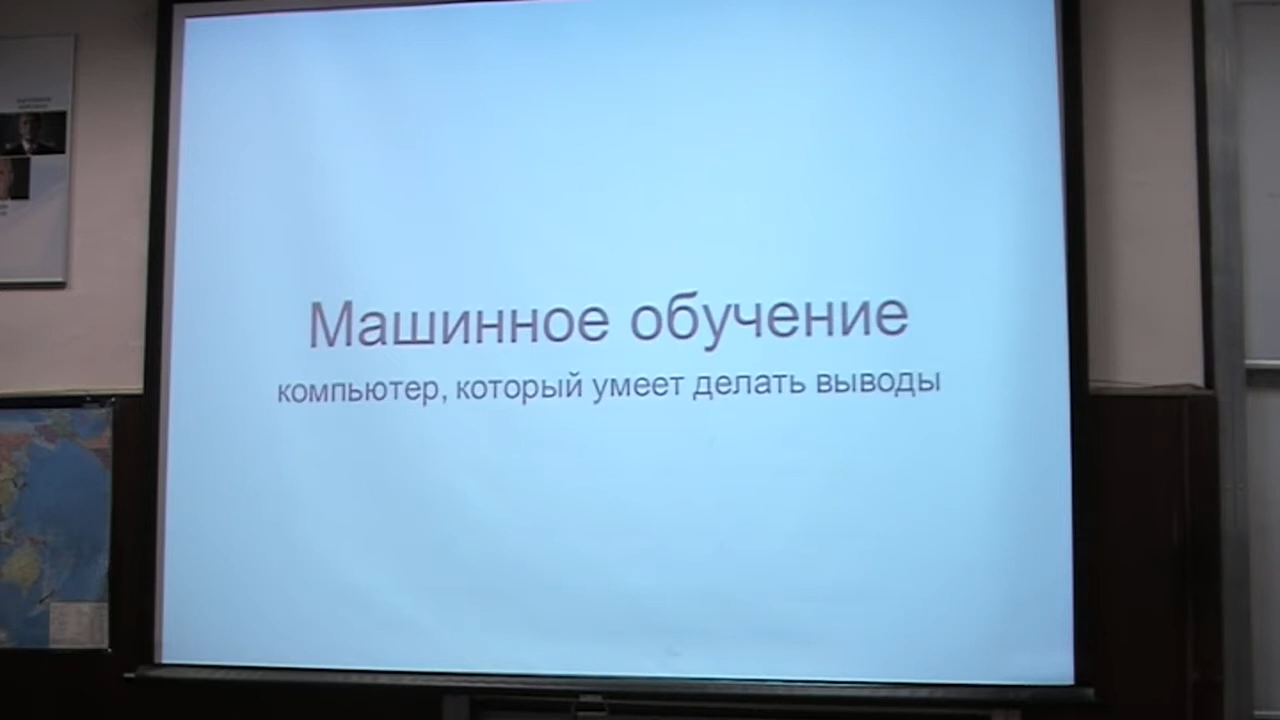 Машинное обучение
компьютер, который умеет делать выводы